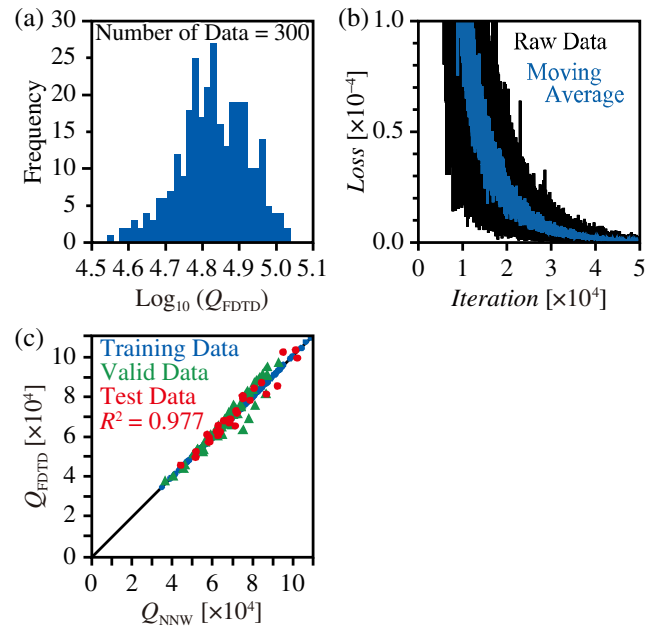 (a)
Number of Data = 300
Frequency
30
25
20
15
10
5
0
4.5 4.6 4.7 4.8 4.9 5.0 5.1
Log₁₀ (Q_FDTD)
(b)
Raw Data
Moving
Average
Loss [×10⁻⁴]
1.0
0.5
0.0
0 1 2 3 4 5
Iteration [×10⁴]
(c)
Training Data
Valid Data
Test Data
R² = 0.977
Q_FDTD [×10⁴]
10
8
6
4
2
0
0 2 4 6 8 10
Q_NNW [×10⁴]